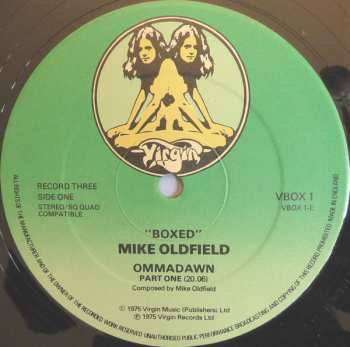 Virgin
RECORD THREE
SIDE ONE
STEREO/SQ QUAD
COMPATIBLE
VBOX 1
VBOX 1-E
"BOXED"
MIKE OLDFIELD
OMMADAWN
PART ONE (20.06)
Composed by Mike Oldfield
© 1975 Virgin Music (Publishers) Ltd
℗ 1975 Virgin Records Ltd
ALL RIGHTS OF THE MANUFACTURER AND OF THE OWNER OF THE RECORDED WORK RESERVED UNAUTHORISED PUBLIC PERFORMANCE BROADCASTING AND COPYING OF THIS RECORD PROHIBITED MADE IN ENGLAND